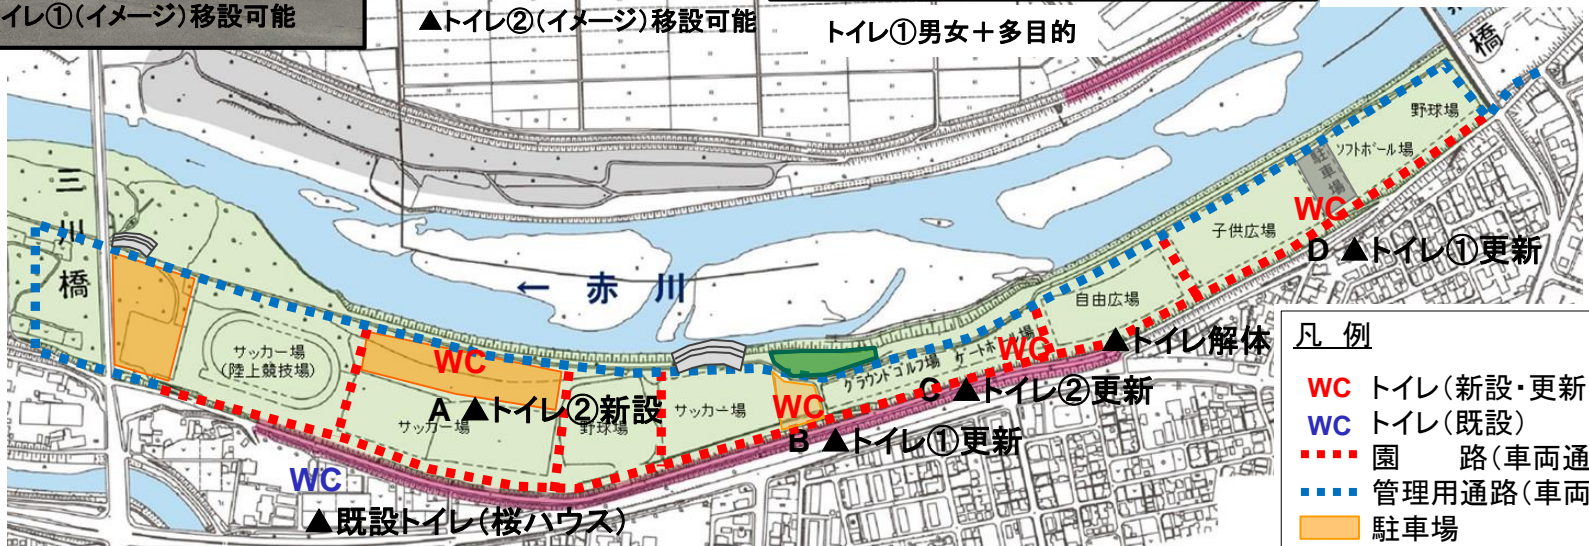 イレ①(イメージ)移設可能
▲トイレ②(イメージ)移設可能
トイレ①男女＋多目的
橋
野球場
ソフトボール場
駐車場
WC
子供広場
D ▲トイレ①更新
三川橋
← 赤 川
自由広場
サッカー場
(陸上競技場)
WC
ゲートボール場
WC
▲トイレ解体
グラウンドゴルフ場
C ▲トイレ②更新
A ▲トイレ②新設
サッカー場
サッカー場
野球場
WC
B ▲トイレ①更新
WC
▲既設トイレ(桜ハウス)
凡 例
WC トイレ(新設・更新
WC トイレ(既設)
園 路(車両通
管理用通路(車両
駐車場